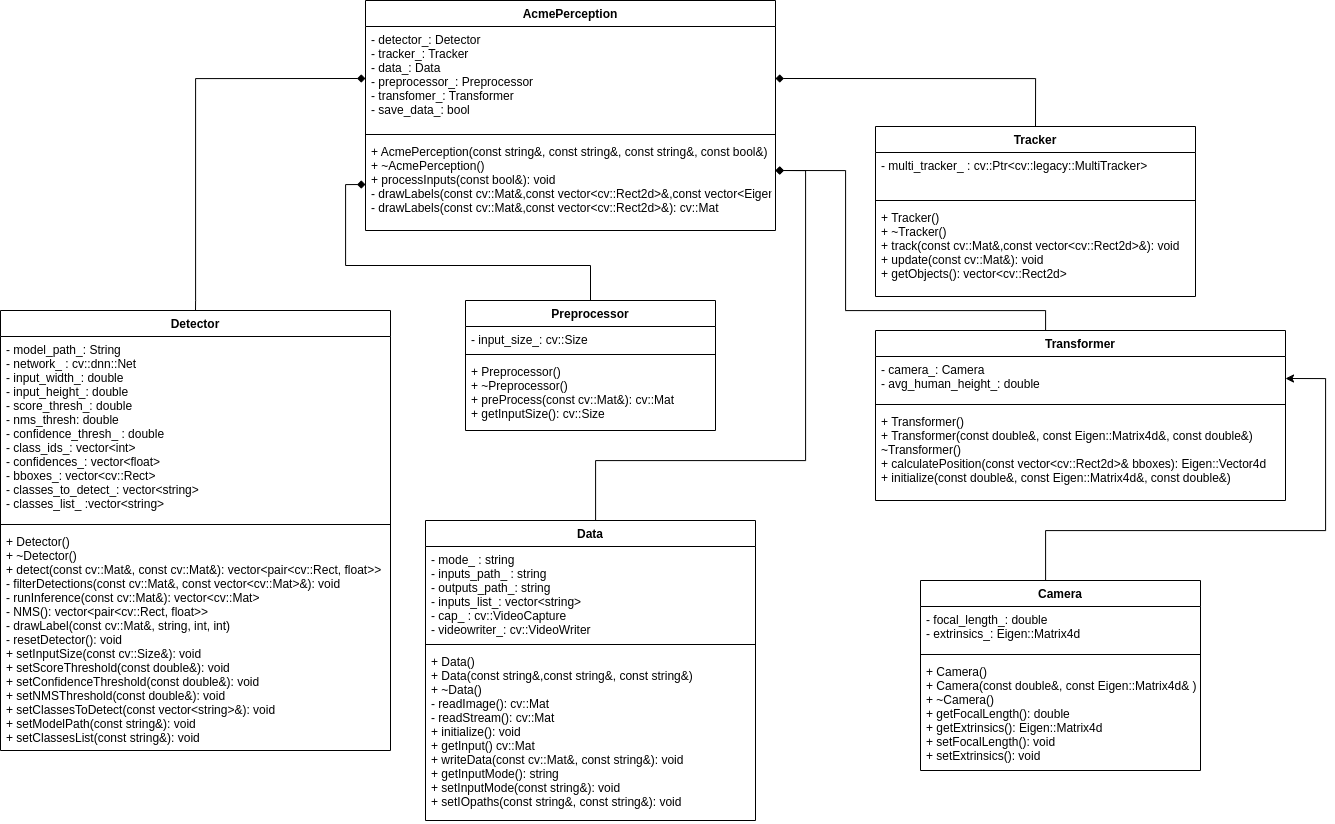 AcmePerception
- detector_: Detector
- tracker_: Tracker
- data_: Data
- preprocessor_: Preprocessor
- transfomer_: Transformer
- save_data_: bool
+ AcmePerception(const string&, const string&, const string&, const bool&)
+ ~AcmePerception()
+ processInputs(const bool&): void
- drawLabels(const cv::Mat&,const vector<cv::Rect2d>&,const vector<Eigen
- drawLabels(const cv::Mat&,const vector<cv::Rect2d>&): cv::Mat
Tracker
- multi_tracker_ : cv::Ptr<cv::legacy::MultiTracker>
+ Tracker()
+ ~Tracker()
+ track(const cv::Mat&,const vector<cv::Rect2d>&): void
+ update(const cv::Mat&): void
+ getObjects(): vector<cv::Rect2d>
Detector
- model_path_: String
- network_ : cv::dnn::Net
- input_width_: double
- input_height_: double
- score_thresh_: double
- nms_thresh: double
- confidence_thresh_ : double
- class_ids_: vector<int>
- confidences_: vector<float>
- bboxes_: vector<cv::Rect>
- classes_to_detect_: vector<string>
- classes_list_ :vector<string>
+ Detector()
+ ~Detector()
+ detect(const cv::Mat&, const cv::Mat&): vector<pair<cv::Rect, float>>
- filterDetections(const cv::Mat&, const vector<cv::Mat>&): void
- runInference(const cv::Mat&): vector<cv::Mat>
- NMS(): vector<pair<cv::Rect, float>>
- drawLabel(const cv::Mat&, string, int, int)
- resetDetector(): void
+ setInputSize(const cv::Size&): void
+ setScoreThreshold(const double&): void
+ setConfidenceThreshold(const double&): void
+ setNMSThreshold(const double&): void
+ setClassesToDetect(const vector<string>&): void
+ setModelPath(const string&): void
+ setClassesList(const string&): void
Preprocessor
- input_size_: cv::Size
+ Preprocessor()
+ ~Preprocessor()
+ preProcess(const cv::Mat&): cv::Mat
+ getInputSize(): cv::Size
Transformer
- camera_: Camera
- avg_human_height_: double
+ Transformer()
+ Transformer(const double&, const Eigen::Matrix4d&, const double&)
~Transformer()
+ calculatePosition(const vector<cv::Rect2d>& bboxes): Eigen::Vector4d
+ initialize(const double&, const Eigen::Matrix4d&, const double&)
Data
- mode_ : string
- inputs_path_ : string
- outputs_path_: string
- inputs_list_: vector<string>
- cap_ : cv::VideoCapture
- videowriter_: cv::VideoWriter
+ Data()
+ Data(const string&,const string&, const string&)
+ ~Data()
- readImage(): cv::Mat
- readStream(): cv::Mat
+ initialize(): void
+ getInput() cv::Mat
+ writeData(const cv::Mat&, const string&): void
+ getInputMode(): string
+ setInputMode(const string&): void
+ setIOpaths(const string&, const string&): void
Camera
- focal_length_: double
- extrinsics_: Eigen::Matrix4d
+ Camera()
+ Camera(const double&, const Eigen::Matrix4d& )
+ ~Camera()
+ getFocalLength(): double
+ getExtrinsics(): Eigen::Matrix4d
+ setFocalLength(): void
+ setExtrinsics(): void